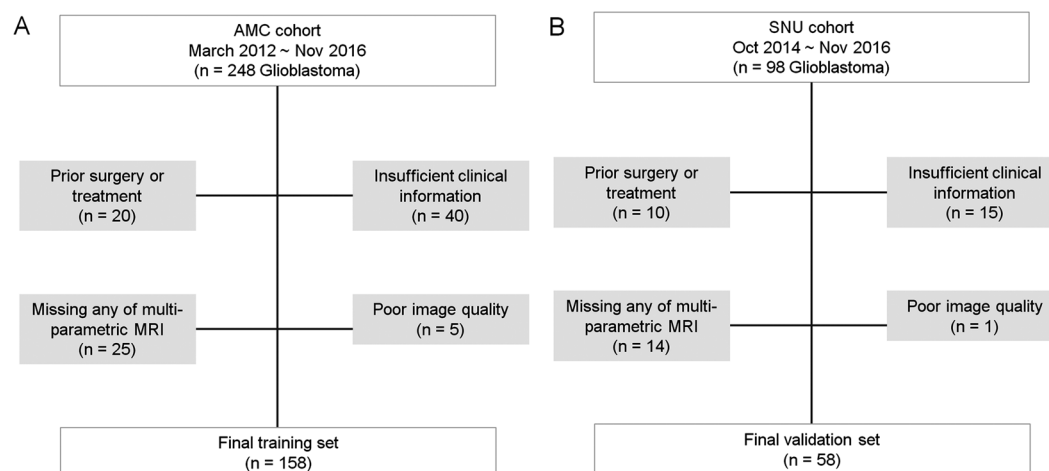 A
AMC cohort
March 2012 ~ Nov 2016
(n = 248 Glioblastoma)
Prior surgery or
treatment
(n = 20)
Insufficient clinical
information
(n = 40)
Missing any of multi-
parametric MRI
(n = 25)
Poor image quality
(n = 5)
Final training set
(n = 158)
B
SNU cohort
Oct 2014 ~ Nov 2016
(n = 98 Glioblastoma)
Prior surgery or
treatment
(n = 10)
Insufficient clinical
information
(n = 15)
Missing any of multi-
parametric MRI
(n = 14)
Poor image quality
(n = 1)
Final validation set
(n = 58)